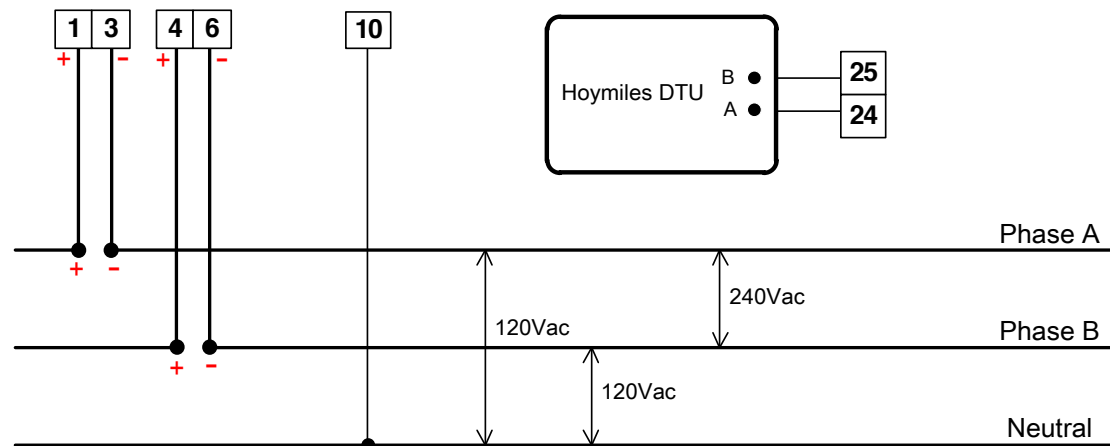 1 3 4 6 10
+ - + -
B 25
Hoymiles DTU
A 24
Phase A
+ -
240Vac
120Vac
Phase B
+ -
120Vac
Neutral